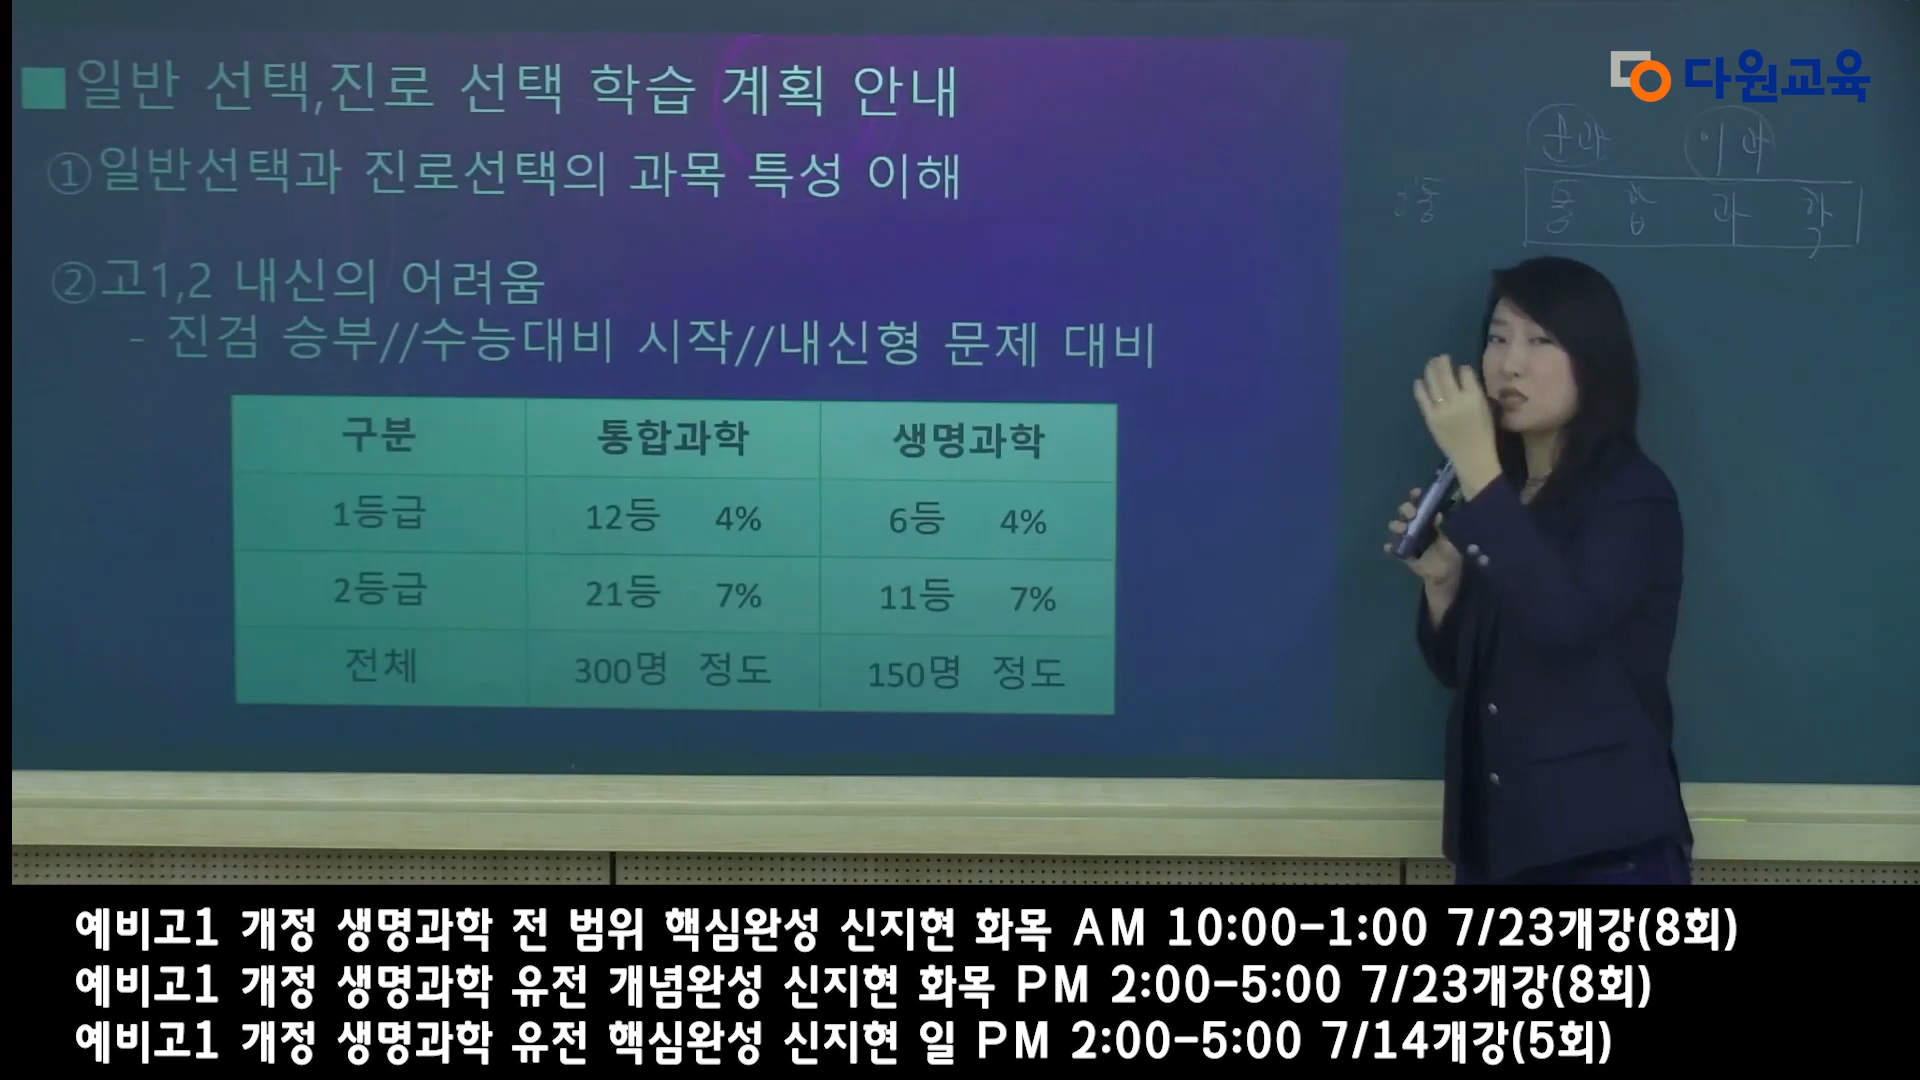 다원교육
■일반 선택,진로 선택 학습 계획 안내
①일반선택과 진로선택의 과목 특성 이해
②고1,2 내신의 어려움
- 진검 승부//수능대비 시작//내신형 문제 대비
구분 통합과학 생명과학
1등급 12등 4% 6등 4%
2등급 21등 7% 11등 7%
전체 300명 정도 150명 정도
문과 이과
통 합 과 학
예비고1 개정 생명과학 전 범위 핵심완성 신지현 화목 AM 10:00-1:00 7/23개강(8회)
예비고1 개정 생명과학 유전 개념완성 신지현 화목 PM 2:00-5:00 7/23개강(8회)
예비고1 개정 생명과학 유전 핵심완성 신지현 일 PM 2:00-5:00 7/14개강(5회)